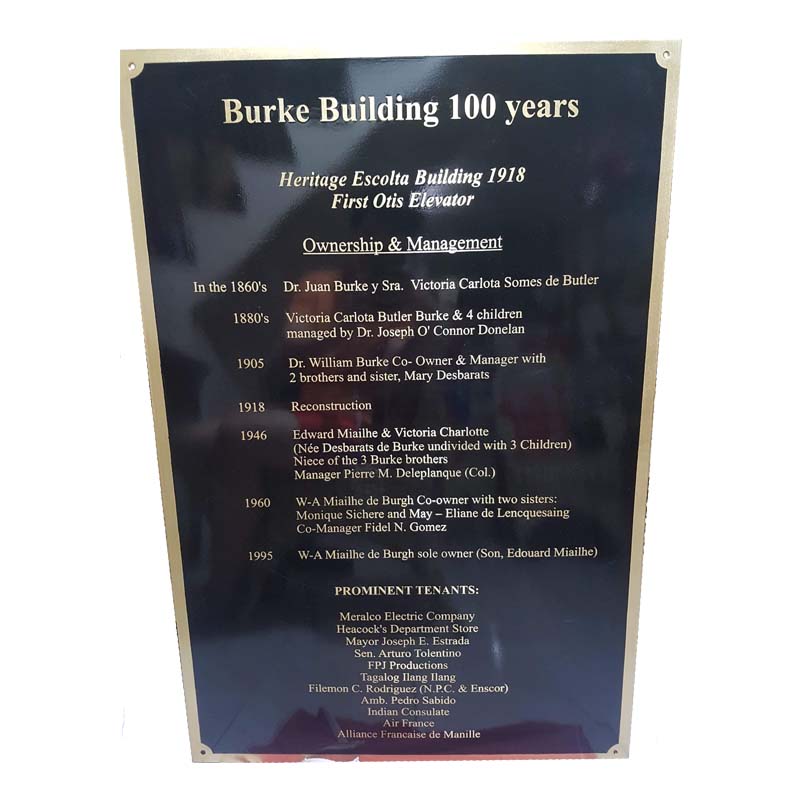 Burke Building 100 years
Heritage Escolta Building 1918
First Otis Elevator
Ownership & Management
In the 1860's Dr. Juan Burke y Sra. Victoria Carlota Somes de Butler
1880's Victoria Carlota Butler Burke & 4 children
managed by Dr. Joseph O' Connor Donelan
1905 Dr. William Burke Co- Owner & Manager with
2 brothers and sister, Mary Desbarats
1918 Reconstruction
1946 Edward Miailhe & Victoria Charlotte
(Née Desbarats de Burke undivided with 3 Children)
Niece of the 3 Burke brothers
Manager Pierre M. Deleplanque (Col.)
1960 W-A Miailhe de Burgh Co-owner with two sisters:
Monique Sichere and May – Eliane de Lencquesaing
Co-Manager Fidel N. Gomez
1995 W-A Miailhe de Burgh sole owner (Son, Edouard Miailhe)
PROMINENT TENANTS:
Meralco Electric Company
Heacock's Department Store
Mayor Joseph E. Estrada
Sen. Arturo Tolentino
FPJ Productions
Tagalog Ilang Ilang
Filemon C. Rodriguez (N.P.C. & Enscor)
Amb. Pedro Sabido
Indian Consulate
Air France
Alliance Francaise de Manille